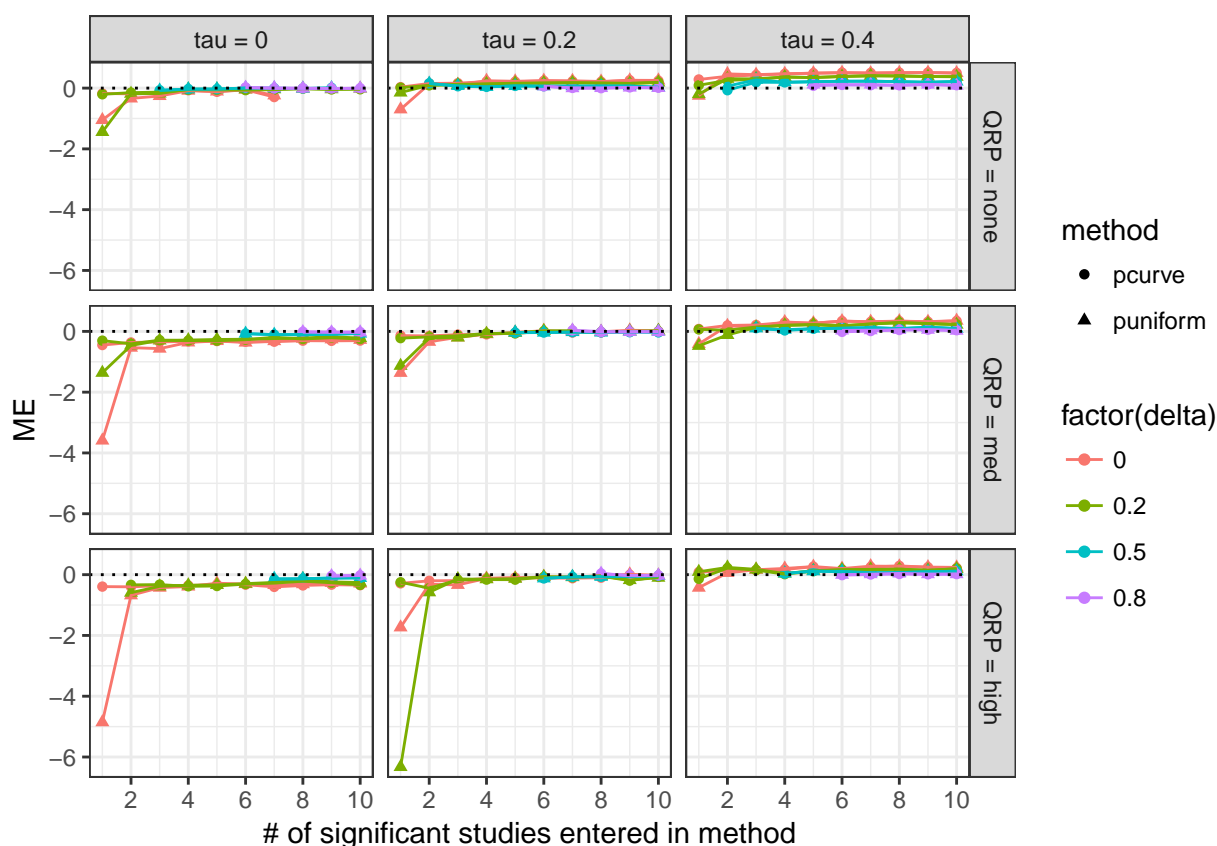 tau = 0
tau = 0.2
tau = 0.4
0
−2
−4
−6
QRP = none
0
−2
−4
−6
QRP = med
0
−2
−4
−6
QRP = high
ME
2 4 6 8 10
2 4 6 8 10
2 4 6 8 10
# of significant studies entered in method
method
pcurve
puniform
factor(delta)
0
0.2
0.5
0.8